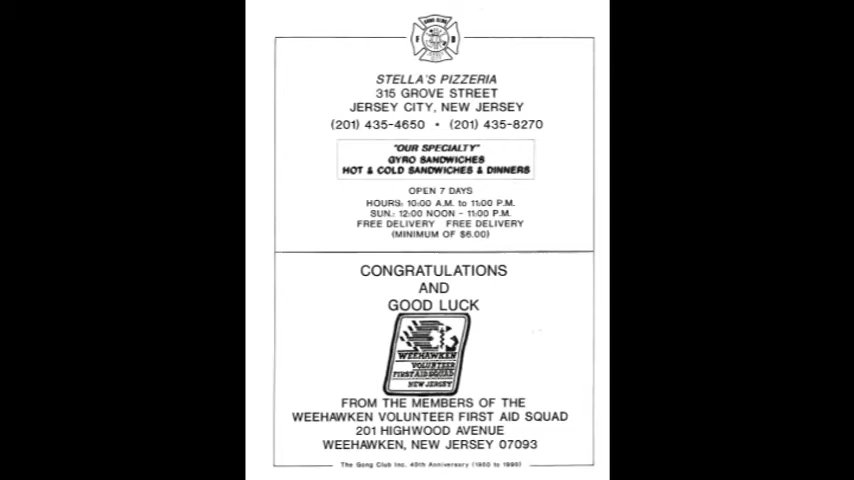 GONG CLUB
F
D
STELLA'S PIZZERIA
315 GROVE STREET
JERSEY CITY, NEW JERSEY
(201) 435-4650 • (201) 435-8270
"OUR SPECIALTY"
GYRO SANDWICHES
HOT & COLD SANDWICHES & DINNERS
OPEN 7 DAYS
HOURS: 10:00 A.M. to 11:00 P.M.
SUN.: 12:00 NOON - 11:00 P.M.
FREE DELIVERY FREE DELIVERY
(MINIMUM OF $6.00)
CONGRATULATIONS
AND
GOOD LUCK
WEEHAWKEN
VOLUNTEER
FIRST AID SQUAD
NEW JERSEY
FROM THE MEMBERS OF THE
WEEHAWKEN VOLUNTEER FIRST AID SQUAD
201 HIGHWOOD AVENUE
WEEHAWKEN, NEW JERSEY 07093
The Gong Club Inc. 40th Anniversary (1950 to 1990)